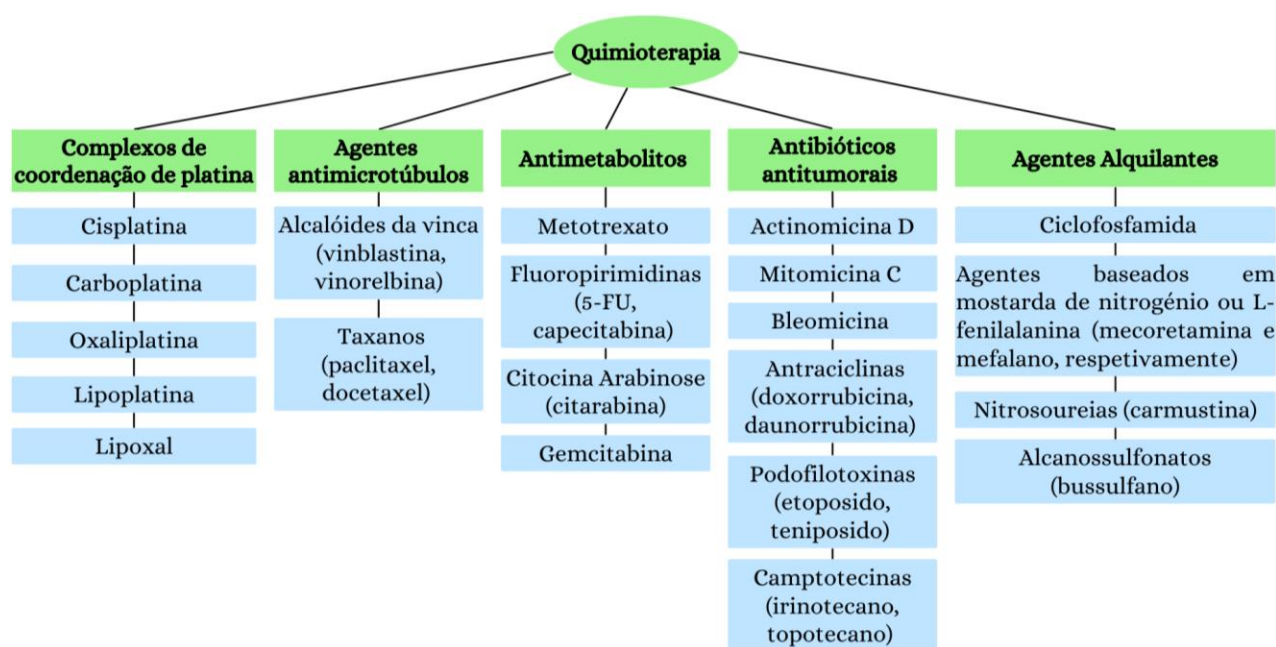 Quimioterapia
Complexos de
coordenação de platina
Cisplatina
Carboplatina
Oxaliplatina
Lipoplatina
Lipoxal
Agentes
antimicrotúbulos
Alcalóides da vinca
(vinblastina,
vinorelbina)
Taxanos
(paclitaxel,
docetaxel)
Antimetabolitos
Metotrexato
Fluoropirimidinas
(5-FU,
capecitabina)
Citocina Arabinose
(citarabina)
Gemcitabina
Antibióticos
antitumorais
Actinomicina D
Mitomicina C
Bleomicina
Antraciclinas
(doxorrubicina,
daunorrubicina)
Podofilotoxinas
(etoposido,
teniposido)
Camptotecinas
(irinotecano,
topotecano)
Agentes Alquilantes
Ciclofosfamida
Agentes baseados em
mostarda de nitrogénio ou L-
fenilalanina (mecoretamina e
mefalano, respetivamente)
Nitrosoureias (carmustina)
Alcanossulfonatos
(bussulfano)